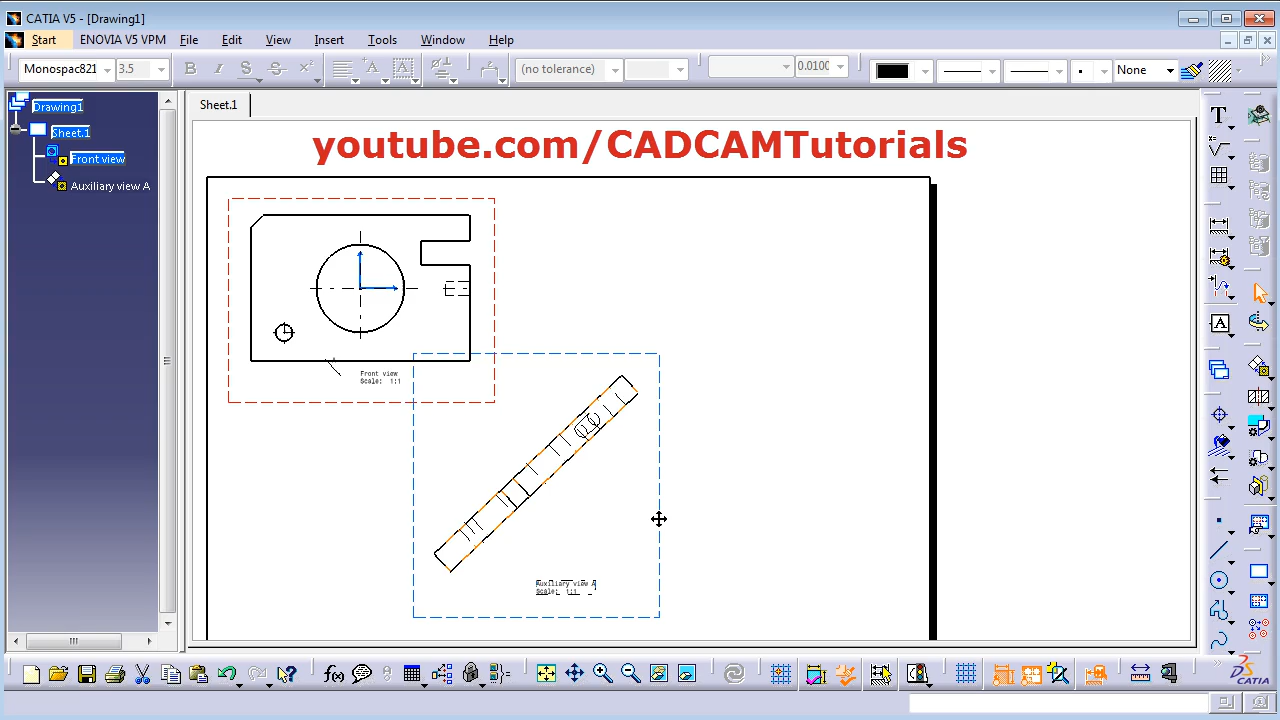 CATIA V5 - [Drawing1]
Start ENOVIA V5 VPM File Edit View Insert Tools Window Help
Monospac821 3.5 B I S S (no tolerance) 0.0100 None
Drawing1
Sheet.1
Front view
Auxiliary view A
Sheet.1
youtube.com/CADCAMTutorials
A
Front view
Scale: 1:1
Auxiliary view A
Scale: 1:1
CATIA